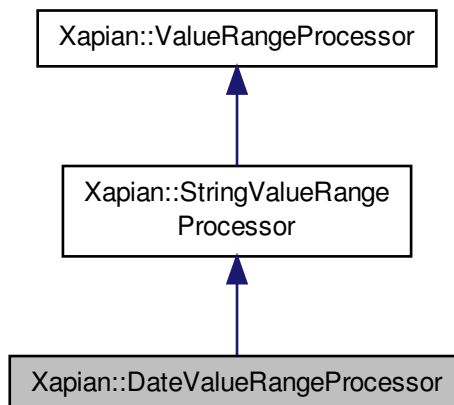 Xapian::ValueRangeProcessor
Xapian::StringValueRange
Processor
Xapian::DateValueRangeProcessor